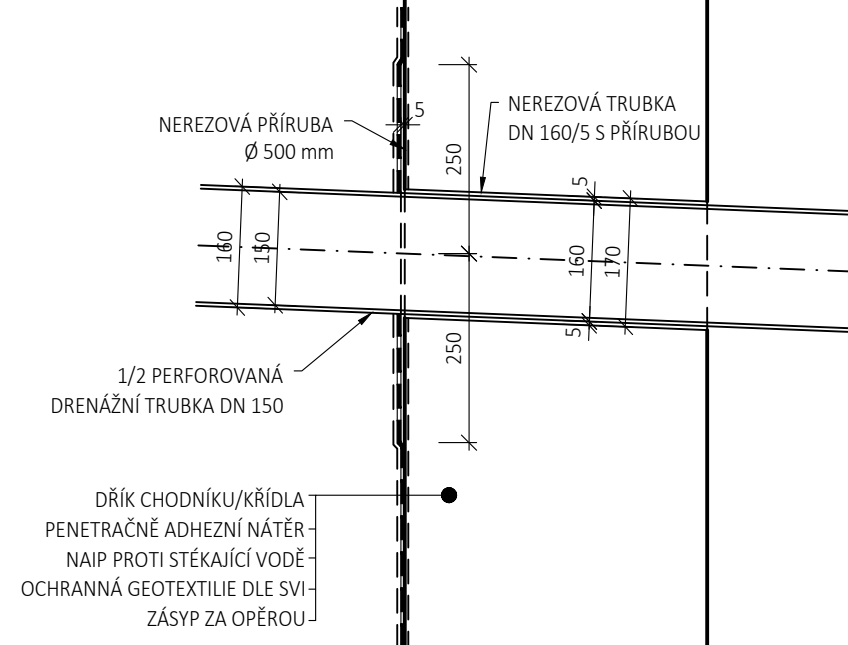 NEREZOVÁ PŘÍRUBA
Ø 500 mm
5
250
NEREZOVÁ TRUBKA
DN 160/5 S PŘÍRUBOU
5
160
150
160
170
5
250
1/2 PERFOROVANÁ
DRENÁŽNÍ TRUBKA DN 150
DŘÍK CHODNÍKU/KŘÍDLA
PENETRAČNĚ ADHEZNÍ NÁTĚR
NAIP PROTI STÉKAJÍCÍ VODĚ
OCHRANNÁ GEOTEXTILIE DLE SVI
ZÁSYP ZA OPĚROU